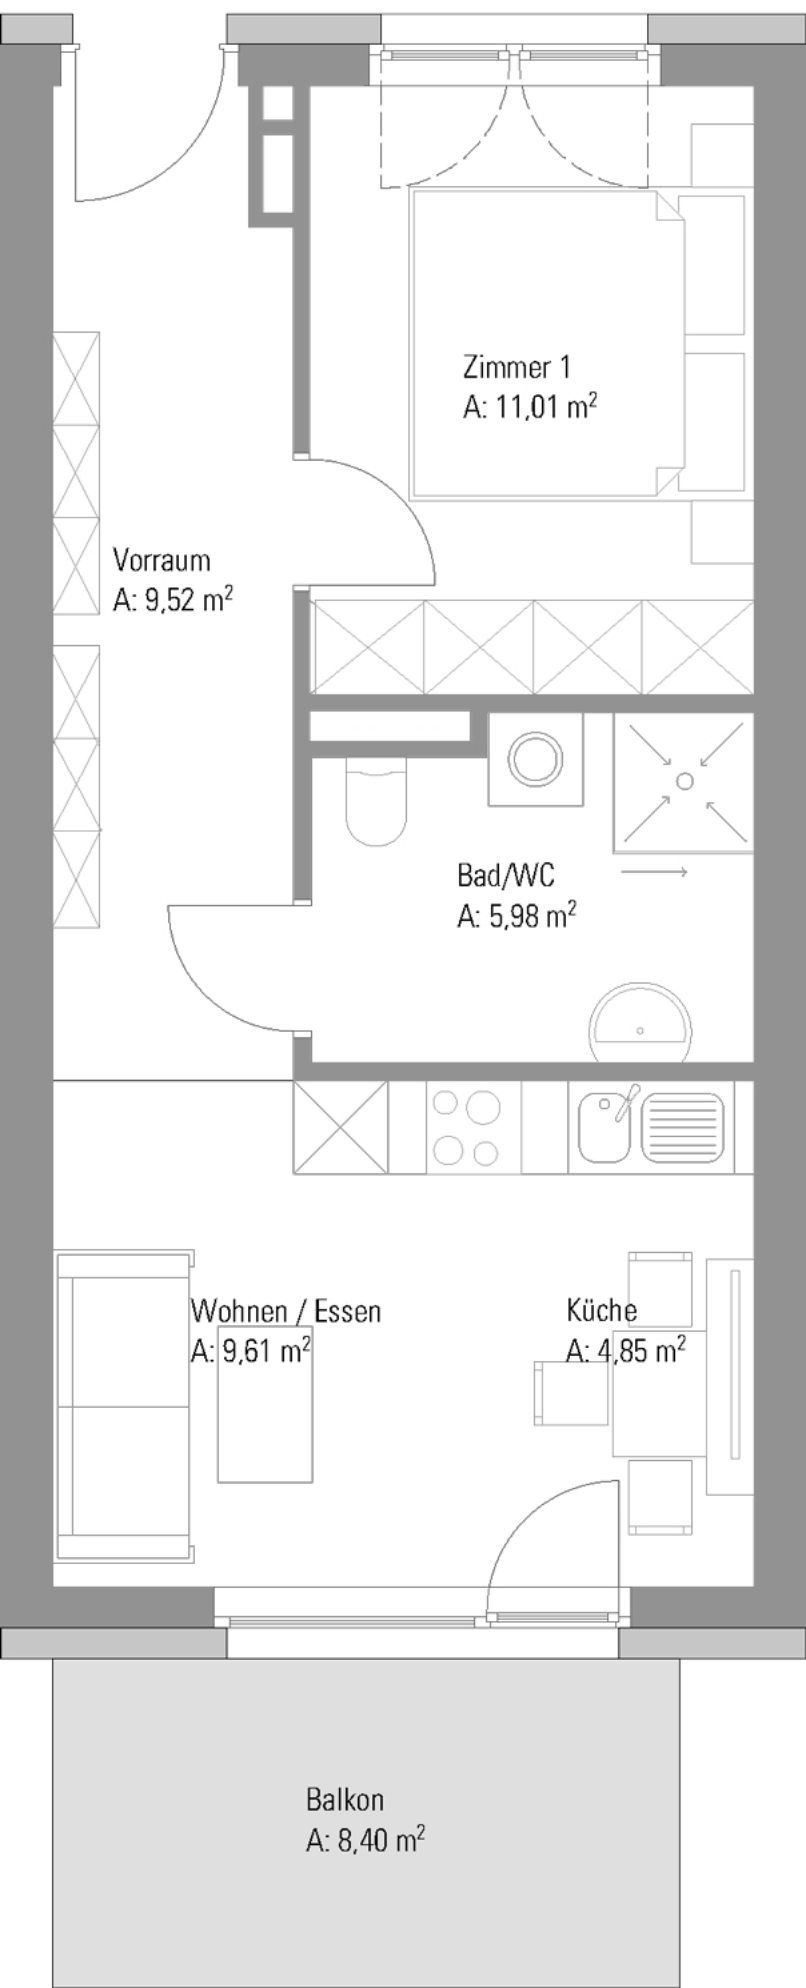 Zimmer 1
A: 11,01 m²
Vorraum
A: 9,52 m²
Bad/WC
A: 5,98 m²
Wohnen / Essen
A: 9,61 m²
Küche
A: 4,85 m²
Balkon
A: 8,40 m²